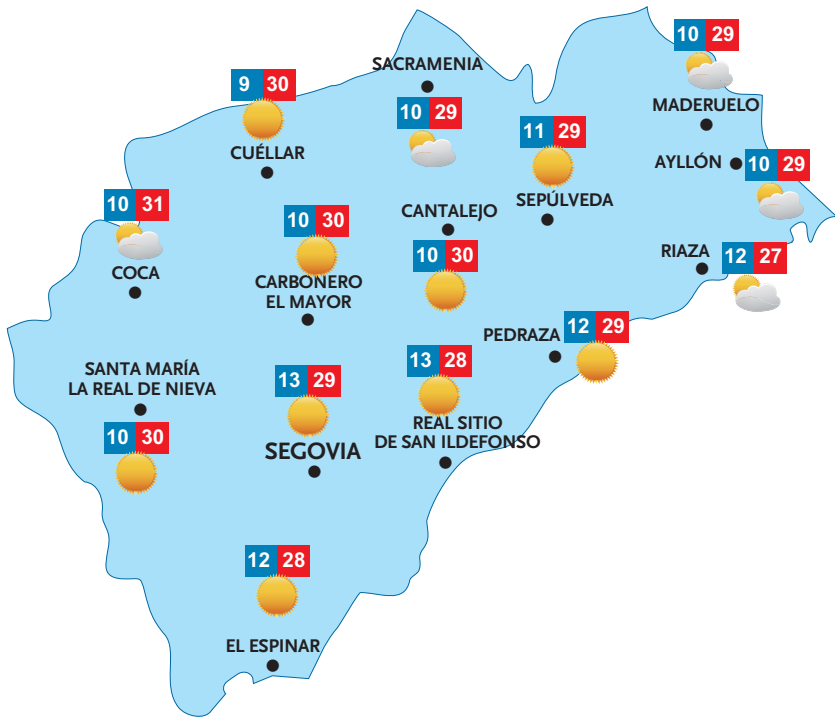 10 29
SACRAMENIA
9 30
MADERUELO
10 29
11 29
CUÉLLAR
AYLLÓN
10 29
SEPÚLVEDA
10 31
CANTALEJO
10 30
RIAZA
12 27
COCA
10 30
CARBONERO
EL MAYOR
PEDRAZA
12 29
SANTA MARÍA
LA REAL DE NIEVA
13 29
13 28
REAL SITIO
DE SAN ILDEFONSO
10 30
SEGOVIA
12 28
EL ESPINAR